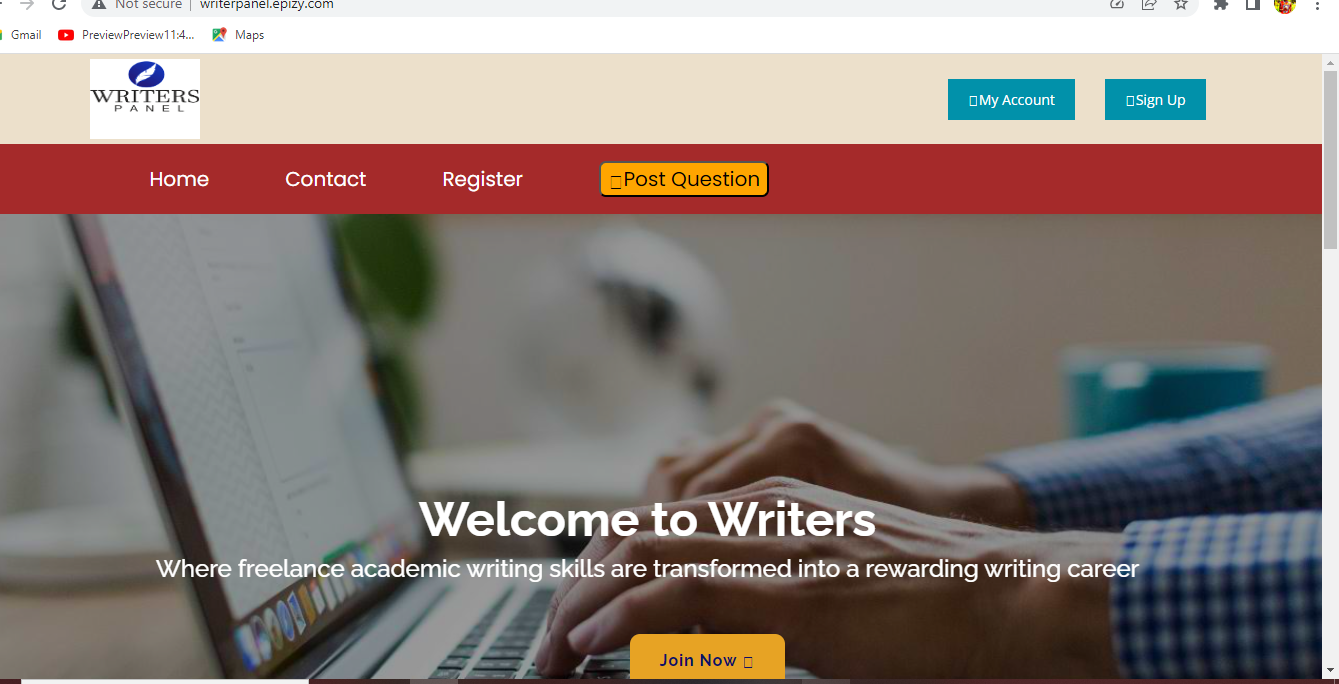 Not secure | writerpanel.epizy.com
Gmail
PreviewPreview11:4...
Maps
WRITERS
PANEL
My Account
Sign Up
Home
Contact
Register
Post Question
Welcome to Writers
Where freelance academic writing skills are transformed into a rewarding writing career
Join Now